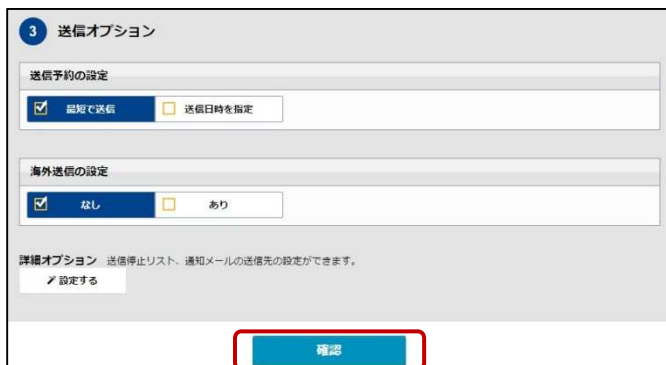 3 送信オプション
送信予約の設定
最短で送信 送信日時を指定
海外送信の設定
なし あり
詳細オプション 送信停止リスト、通知メールの送信先の設定ができます。
設定する
確認